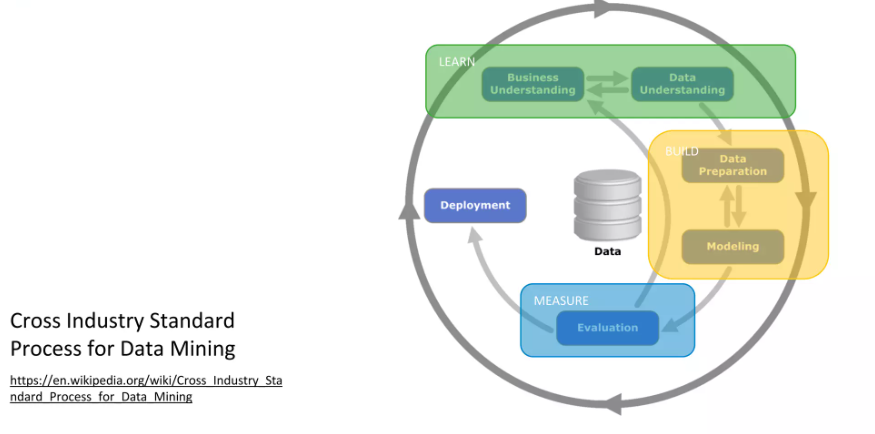 LEARN
Business
Understanding
Data
Understanding
BUILD
Data
Preparation
Deployment
Data
Modeling
MEASURE
Evaluation
Cross Industry Standard
Process for Data Mining
https://en.wikipedia.org/wiki/Cross_Industry_Sta
ndard_Process_for_Data_Mining